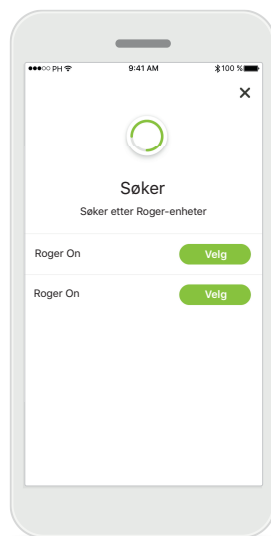 PH 9:41 AM 100 %
Søker
Søker etter Roger-enheter
Roger On Velg
Roger On Velg